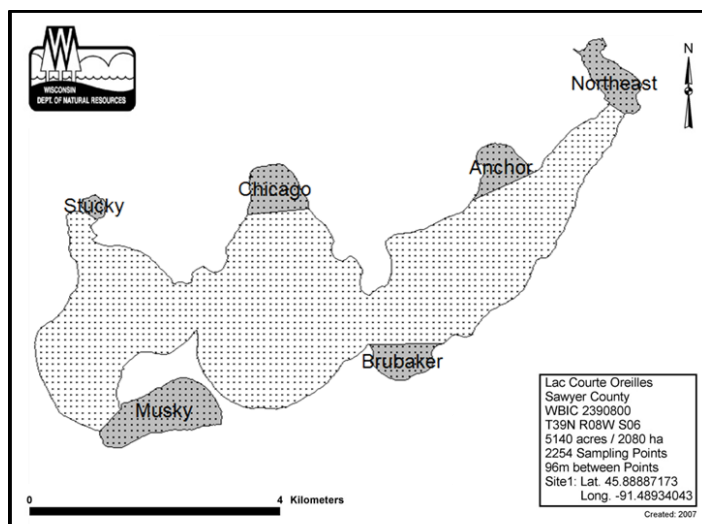 W
WISCONSIN
DEPT. OF NATURAL RESOURCES
Northeast
N
Anchor
Chicago
Stucky
Brubaker
Musky
Lac Courte Oreilles
Sawyer County
WBIC 2390800
T39N R08W S06
5140 acres / 2080 ha
2254 Sampling Points
96m between Points
Site1: Lat. 45.88887173
Long. -91.48934043
0 4 Kilometers
Created: 2007